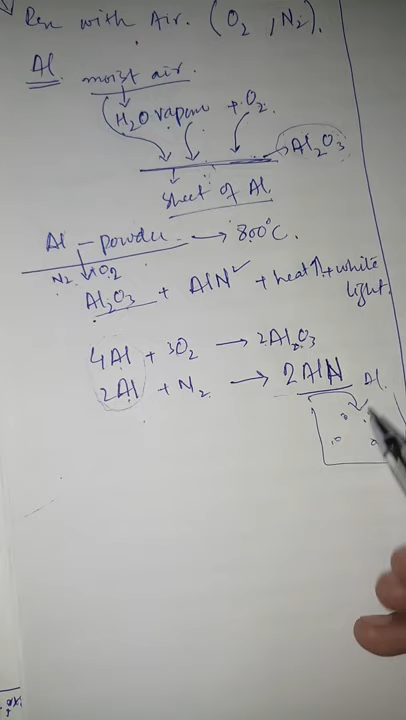 Rxn with Air. (O₂, N₂).
Al moist air.
H₂O vapour + O₂
Al₂O₃
Sheet of Al.
Al - powder → 800°C.
N₂ + O₂
Al₂O₃ + AlN ✓ + heat↑ + white light.
4Al + 3O₂ → 2Al₂O₃
2Al + N₂ → 2AlN Al.